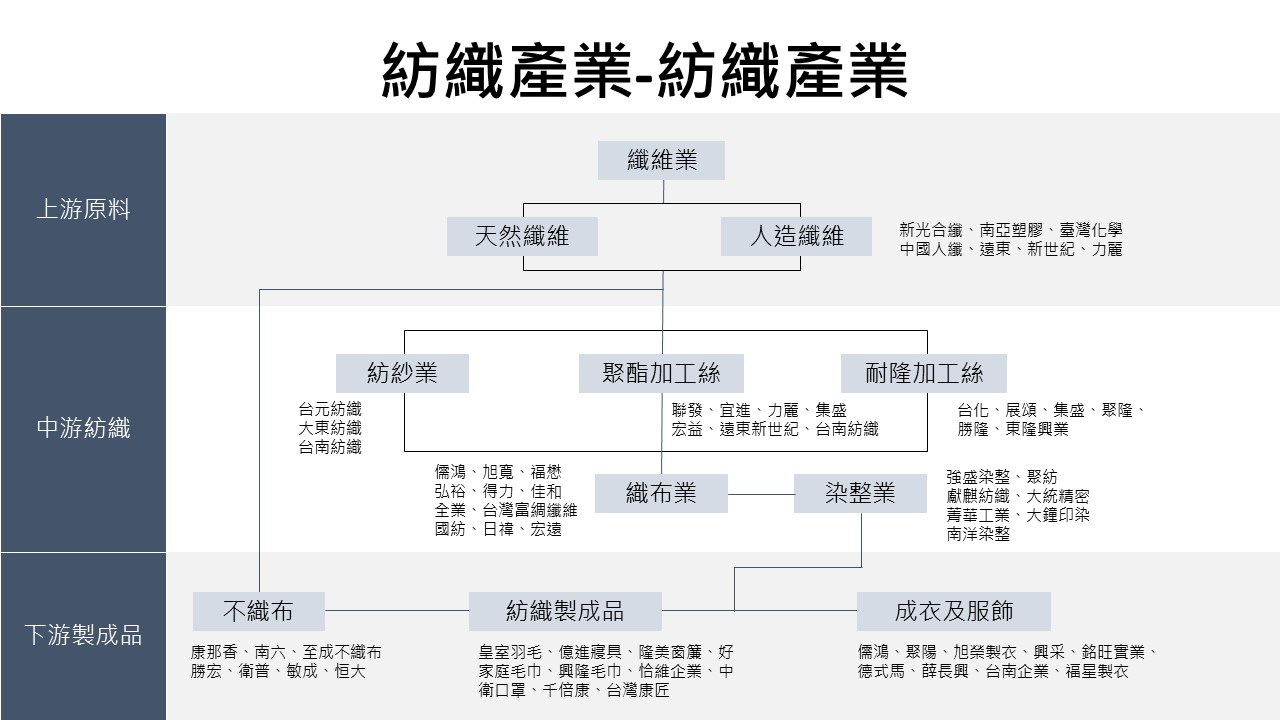 紡織產業-紡織產業
上游原料
纖維業
天然纖維
人造纖維
新光合纖、南亞塑膠、臺灣化學
中國人纖、遠東、新世紀、力麗
中游紡織
紡紗業
聚酯加工絲
耐隆加工絲
台元紡織
大東紡織
台南紡織
聯發、宜進、力麗、集盛
宏益、遠東新世紀、台南紡織
台化、展頌、集盛、聚隆、
勝隆、東隆興業
儒鴻、旭寬、福懋
弘裕、得力、佳和
全業、台灣富綢纖維
國紡、日禕、宏遠
織布業
染整業
強盛染整、聚紡
獻麒紡織、大統精密
菁華工業、大鐘印染
南洋染整
下游製成品
不織布
紡織製成品
成衣及服飾
康那香、南六、至成不織布
勝宏、衛普、敏成、恒大
皇室羽毛、億進寢具、隆美窗簾、好
家庭毛巾、興隆毛巾、恰維企業、中
衛口罩、千倍康、台灣康匠
儒鴻、聚陽、旭榮製衣、興采、銘旺實業、
德式馬、薛長興、台南企業、福星製衣